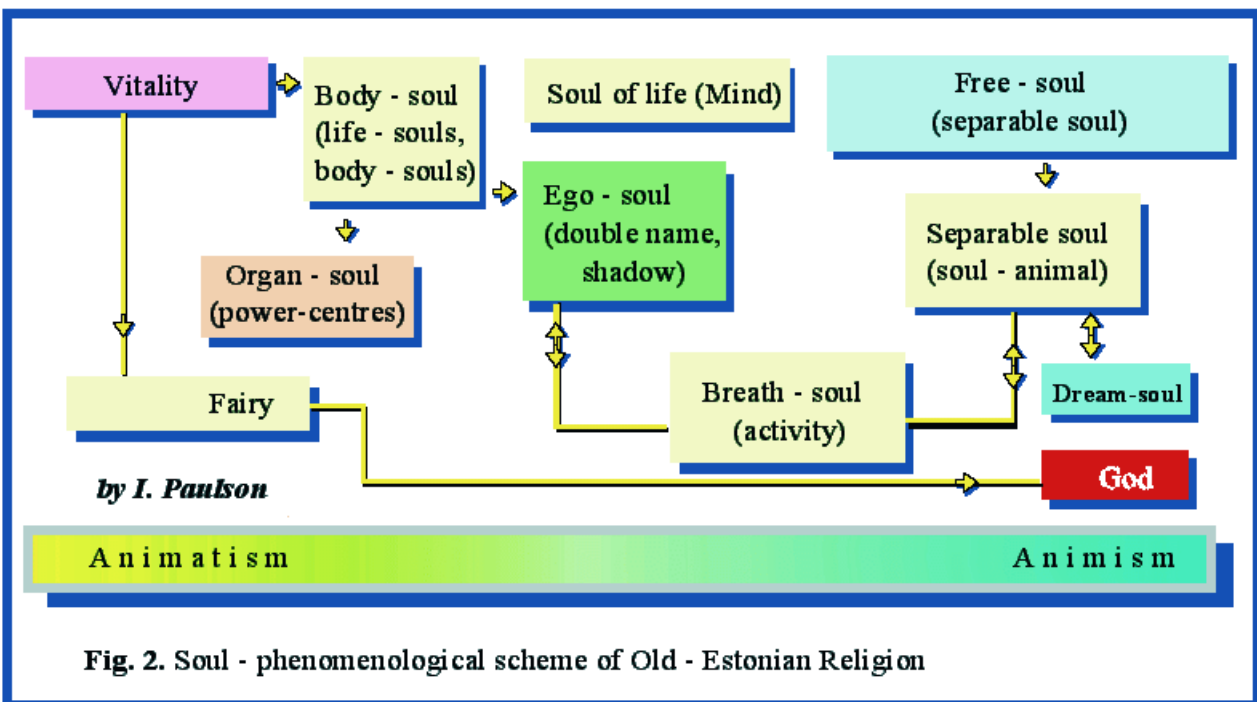 Vitality
Body - soul
(life - souls,
body - souls)
Soul of life (Mind)
Free - soul
(separable soul)
Ego - soul
(double name,
shadow)
Separable soul
(soul - animal)
Organ - soul
(power-centres)
Fairy
Breath - soul
(activity)
Dream-soul
God
by I. Paulson
Animatism
Animism
Fig. 2. Soul - phenomenological scheme of Old - Estonian Religion